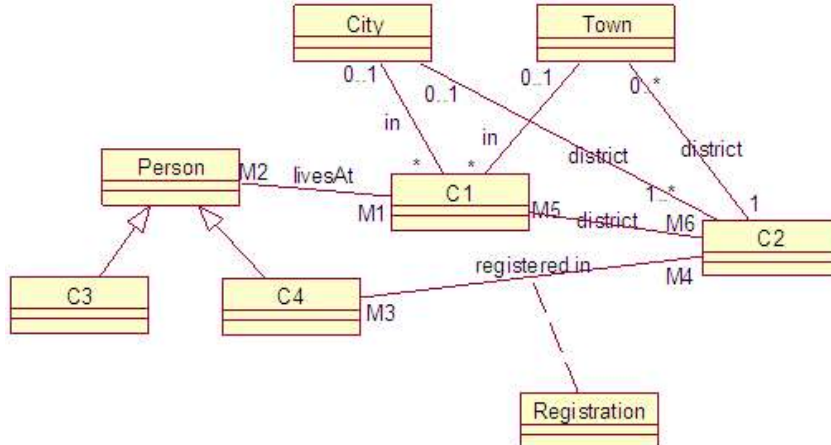 City
Town
0..1
0..1
0..1
0..*
in
in
district
district
Person
M2
livesAt
*
*
1..*
1
M1
C1
M5
district
M6
C2
registered in
M4
C3
C4
M3
Registration